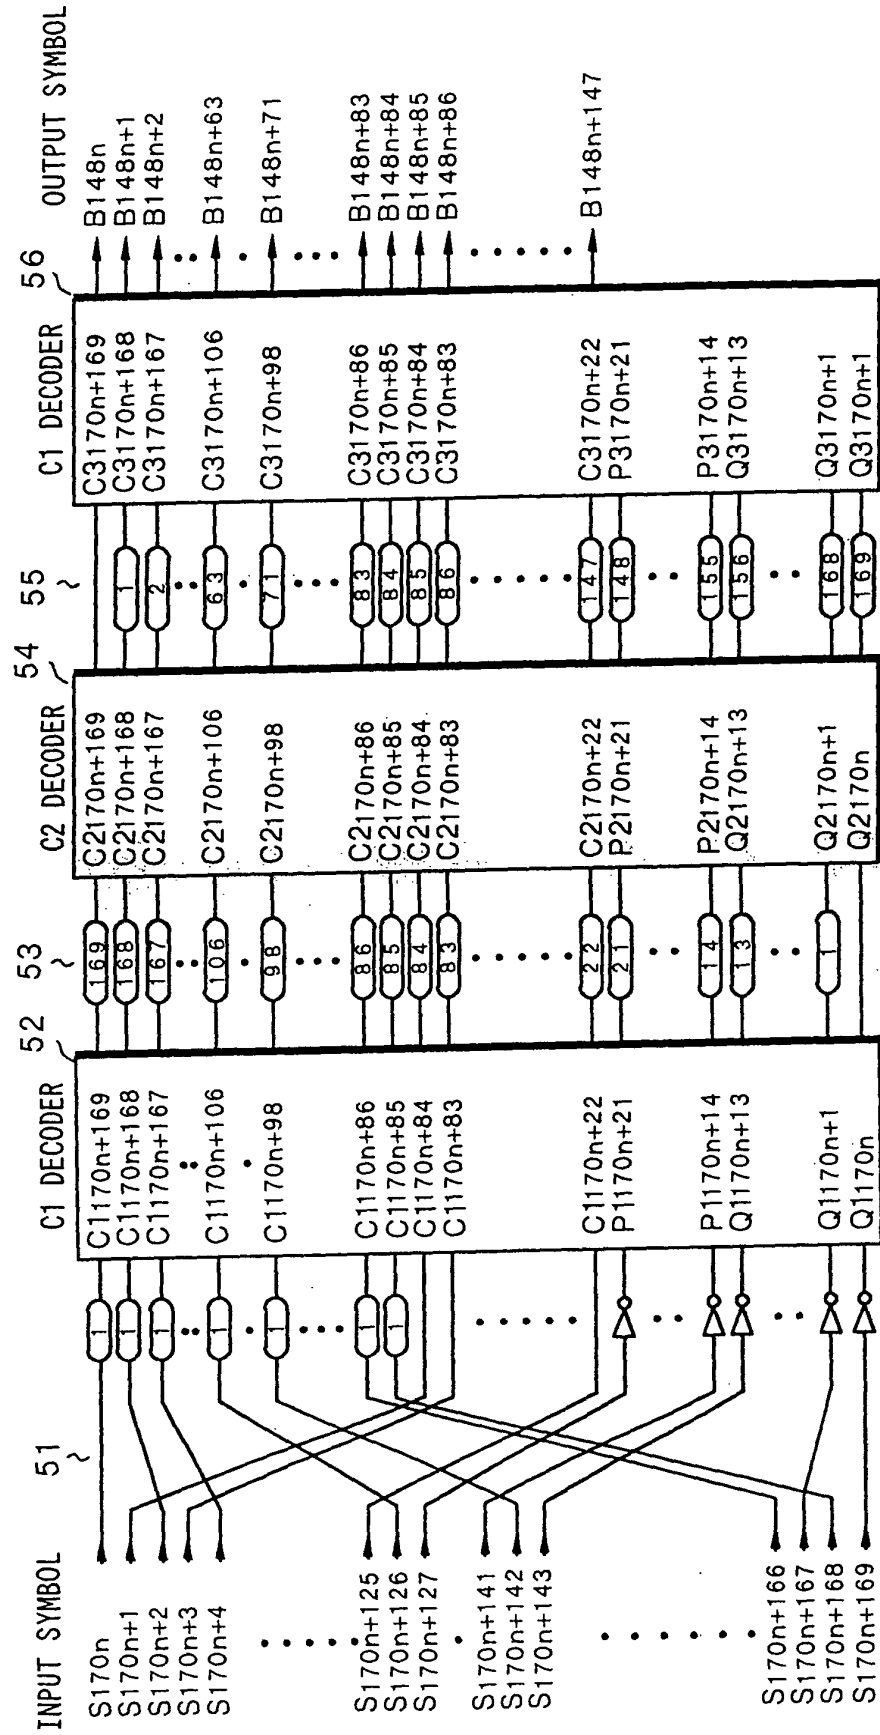 INPUT SYMBOL
S170n
S170n+1
S170n+2
S170n+3
S170n+4
S170n+125
S170n+126
S170n+127
S170n+141
S170n+142
S170n+143
S170n+166
S170n+167
S170n+168
S170n+169
51
1
1
1
1
1
1
1
52
C1 DECODER
C1170n+169
C1170n+168
C1170n+167
C1170n+106
C1170n+98
C1170n+86
C1170n+85
C1170n+84
C1170n+83
C1170n+22
P1170n+21
P1170n+14
Q1170n+13
Q1170n+1
Q1170n
53
169
168
167
106
98
86
85
84
83
22
21
14
13
1
54
C2 DECODER
C2170n+169
C2170n+168
C2170n+167
C2170n+106
C2170n+98
C2170n+86
C2170n+85
C2170n+84
C2170n+83
C2170n+22
P2170n+21
P2170n+14
Q2170n+13
Q2170n+1
Q2170n
55
1
2
63
71
83
84
85
86
147
148
155
156
168
169
56
C1 DECODER
C3170n+169
C3170n+168
C3170n+167
C3170n+106
C3170n+98
C3170n+86
C3170n+85
C3170n+84
C3170n+83
C3170n+22
P3170n+21
P3170n+14
Q3170n+13
Q3170n+1
Q3170n+1
OUTPUT SYMBOL
B148n
B148n+1
B148n+2
B148n+63
B148n+71
B148n+83
B148n+84
B148n+85
B148n+86
B148n+147